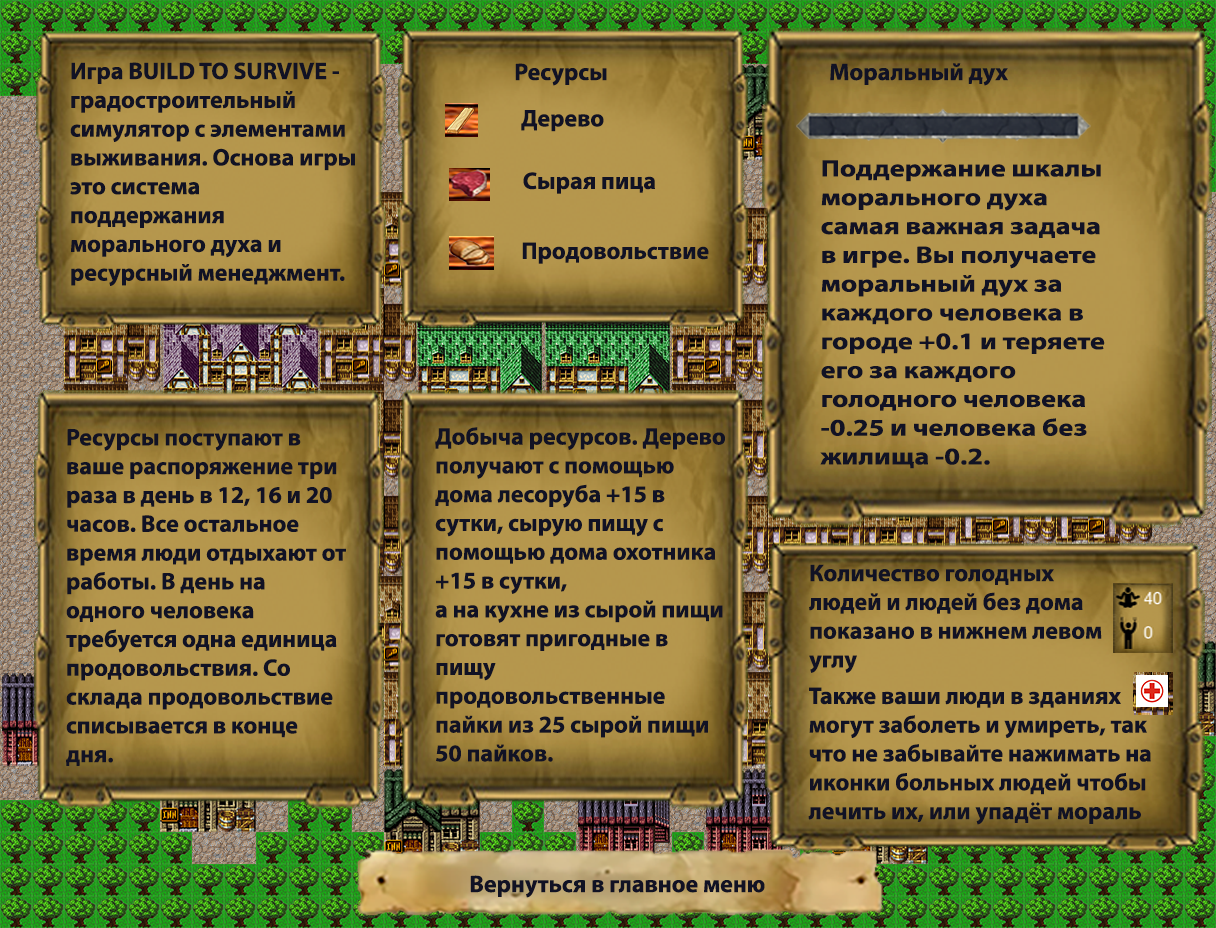 Игра BUILD TO SURVIVE -
градостроительный
симулятор с элементами
выживания. Основа игры
это система
поддержания
морального духа и
ресурсный менеджмент.
Ресурсы
Дерево
Сырая пица
Продовольствие
Моральный дух
Поддержание шкалы
морального духа
самая важная задача
в игре. Вы получаете
моральный дух за
каждого человека в
городе +0.1 и теряете
его за каждого
голодного человека
-0.25 и человека без
жилища -0.2.
Ресурсы поступают в
ваше распоряжение три
раза в день в 12, 16 и 20
часов. Все остальное
время люди отдыхают от
работы. В день на
одного человека
требуется одна единица
продовольствия. Со
склада продовольствие
списывается в конце
дня.
Добыча ресурсов. Дерево
получают с помощью
дома лесоруба +15 в
сутки, сырую пищу с
помощью дома охотника
+15 в сутки,
а на кухне из сырой пищи
готовят пригодные в
пищу
продовольственные
пайки из 25 сырой пищи
50 пайков.
Количество голодных
людей и людей без дома
показано в нижнем левом
углу
40
0
Также ваши люди в зданиях
могут заболеть и умиреть, так
что не забывайте нажимать на
иконки больных людей чтобы
лечить их, или упадёт мораль
Вернуться в главное меню